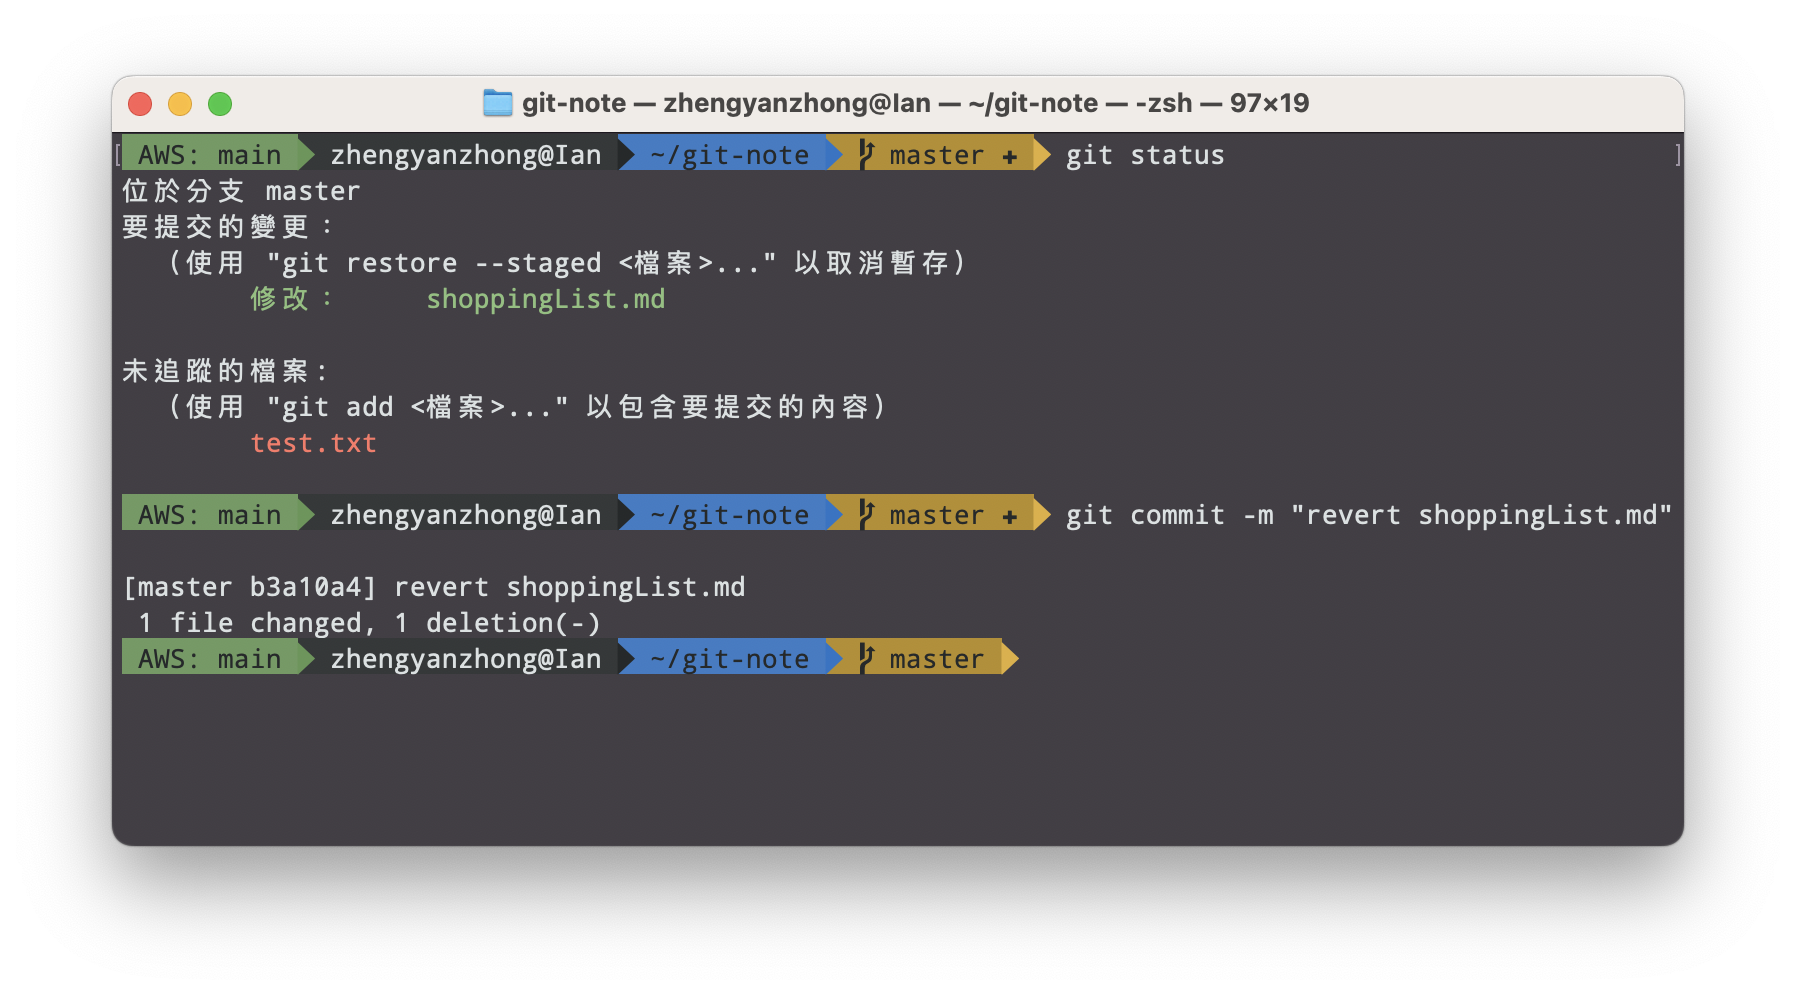 git-note — zhengyanzhong@Ian — ~/git-note — -zsh — 97×19
[ AWS: main zhengyanzhong@Ian ~/git-note master + git status ]
位於分支 master
要提交的變更：
（使用 "git restore --staged <檔案>..." 以取消暫存）
修改： shoppingList.md
未追蹤的檔案:
（使用 "git add <檔案>..." 以包含要提交的內容）
test.txt
AWS: main zhengyanzhong@Ian ~/git-note master + git commit -m "revert shoppingList.md"
[master b3a10a4] revert shoppingList.md
1 file changed, 1 deletion(-)
AWS: main zhengyanzhong@Ian ~/git-note master